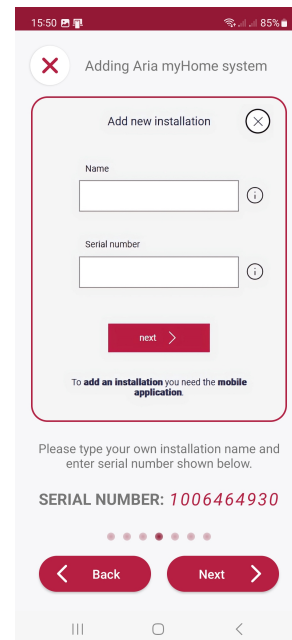 15:50 85%
Adding Aria myHome system
Add new installation
Name
Serial number
next
To add an installation you need the mobile
application.
Please type your own installation name and
enter serial number shown below.
SERIAL NUMBER: 1006464930
Back Next